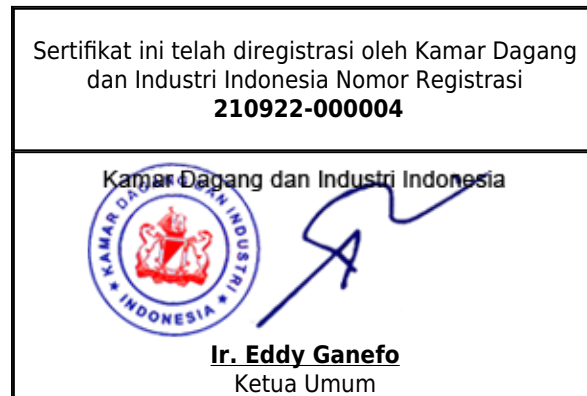 Sertifikat ini telah diregistrasi oleh Kamar Dagang
dan Industri Indonesia Nomor Registrasi
210922-000004
Kamar Dagang dan Industri Indonesia
KAMAR DAGANG DAN INDUSTRI
INDONESIA
Ir. Eddy Ganefo
Ketua Umum